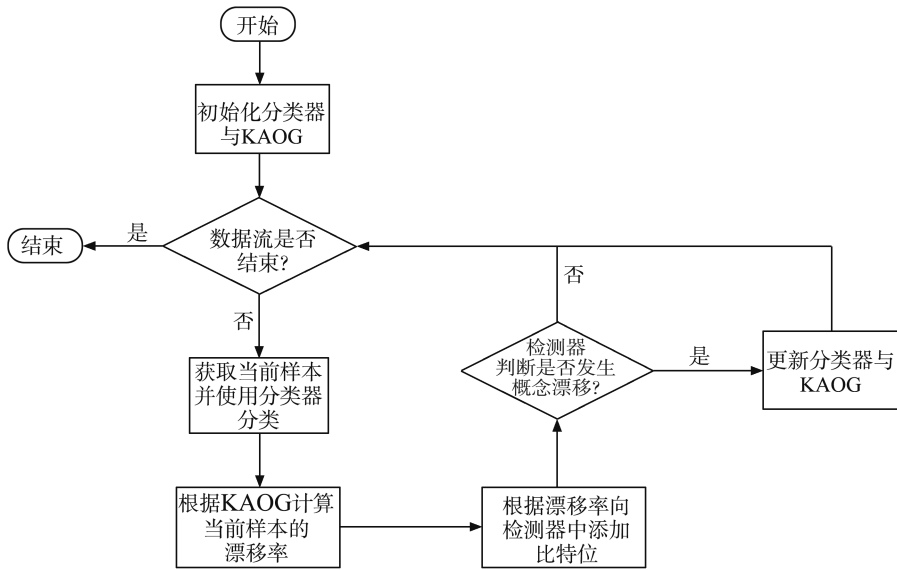 开始
初始化分类器
与KAOG
数据流是否
结束?
是
结束
否
获取当前样本
并使用分类器
分类
根据KAOG计算
当前样本的
漂移率
根据漂移率向
检测器中添加
比特位
检测器
判断是否发生
概念漂移?
否
是
更新分类器与
KAOG